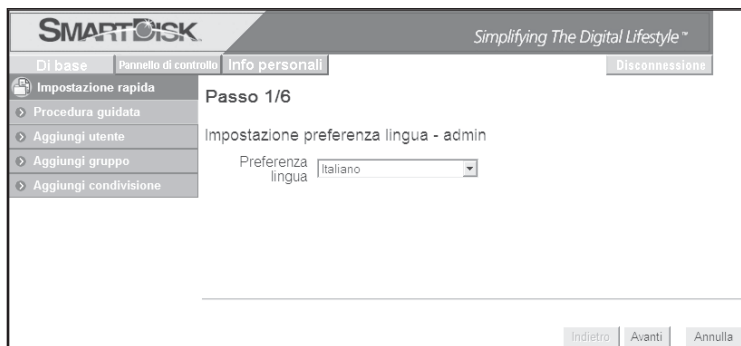 SMARTDISK.
Simplifying The Digital Lifestyle™
Di base Pannello di controllo Info personali Disconnessione
Impostazione rapida
Procedura guidata
Aggiungi utente
Aggiungi gruppo
Aggiungi condivisione
Passo 1/6
Impostazione preferenza lingua - admin
Preferenza
lingua
Italiano
Indietro Avanti Annulla